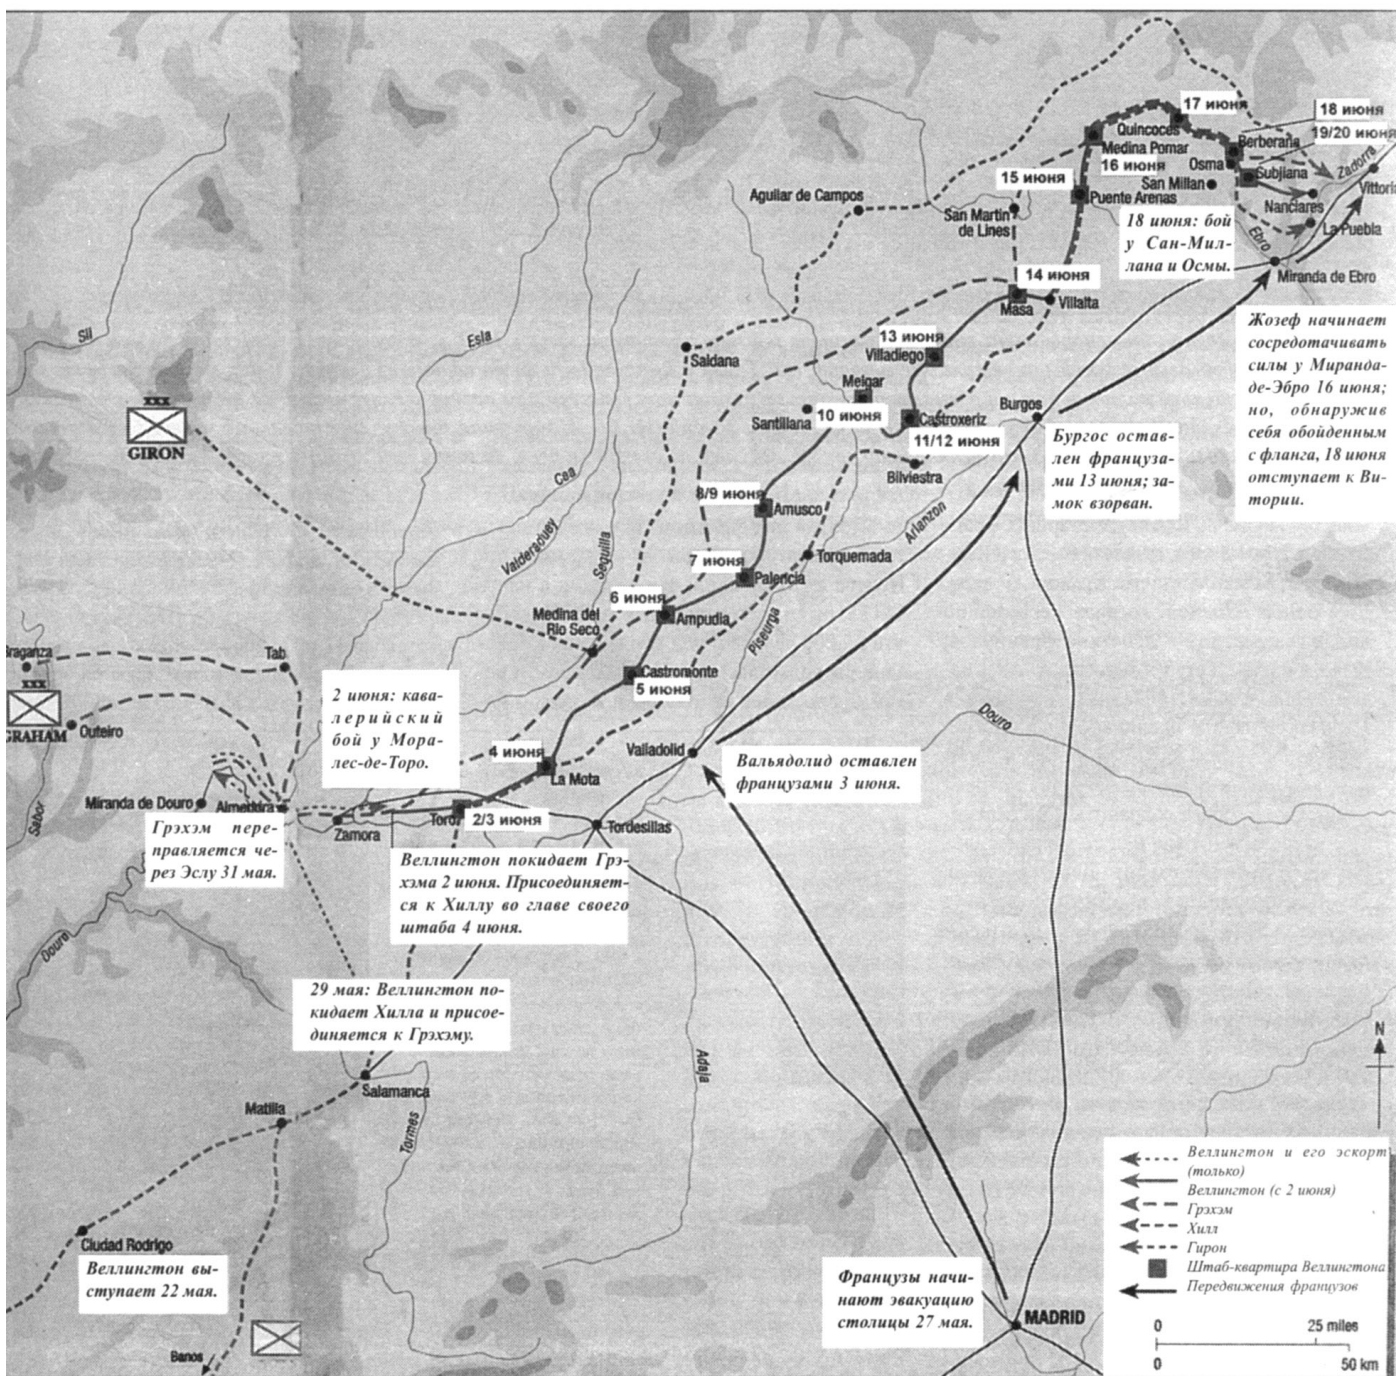 17 июня
18 июня
19/20 июня
Quincoces
Medina Pomar
16 июня
Berberana
Osma
Subjiana
Zadorra
Vittoria
15 июня
San Millan
Nanclares
Aguilar de Campos
San Martin
de Lines
Puente Arenas
18 июня: бой
у Сан-Мил-
лана и Осмы.
Ebro
La Puebla
Miranda de Ebro
14 июня
Masa
Villalta
Sil
Esla
13 июня
Villadiego
Saldana
Жозеф начинает
сосредотачивать
силы у Миранда-
де-Эбро 16 июня;
но, обнаружив
себя обойденным
с фланга, 18 июня
отступает к Ви-
тории.
Melgar
10 июня
Santillana
Castroxeriz
11/12 июня
Burgos
xxx
GIRON
Бургос остав-
лен француза-
ми 13 июня; за-
мок взорван.
Bilviestra
Cea
8/9 июня
Amusco
Arlanzon
Valderaduey
Sequilla
7 июня
Palencia
Torquemada
6 июня
Ampudia
Medina del
Rio Seco
Piseurga
Braganza
Tab
xxx
GRAHAM
Outeiro
Castromonte
5 июня
2 июня: кава-
лерийский
бой у Мора-
лес-де-Торо.
Douro
4 июня
La Mota
Valladolid
Вальядолид оставлен
французами 3 июня.
Miranda de Douro
Almendra
Sabor
Zamora
Toro
2/3 июня
Tordesillas
Грэхэм пере-
правляется че-
рез Эслу 31 мая.
Веллингтон покидает Грэ-
хэма 2 июня. Присоединяет-
ся к Хиллу во главе своего
штаба 4 июня.
Douro
29 мая: Веллингтон по-
кидает Хилла и присое-
диняется к Грэхэму.
Adaja
N
Salamanca
Matilla
Tormes
Ciudad Rodrigo
Веллингтон вы-
ступает 22 мая.
Banos
Французы начи-
нают эвакуацию
столицы 27 мая.
MADRID
Веллингтон и его эскорт
(только)
Веллингтон (с 2 июня)
Грэхэм
Хилл
Гирон
Штаб-квартира Веллингтона
Передвижения французов
0 25 miles
0 50 km